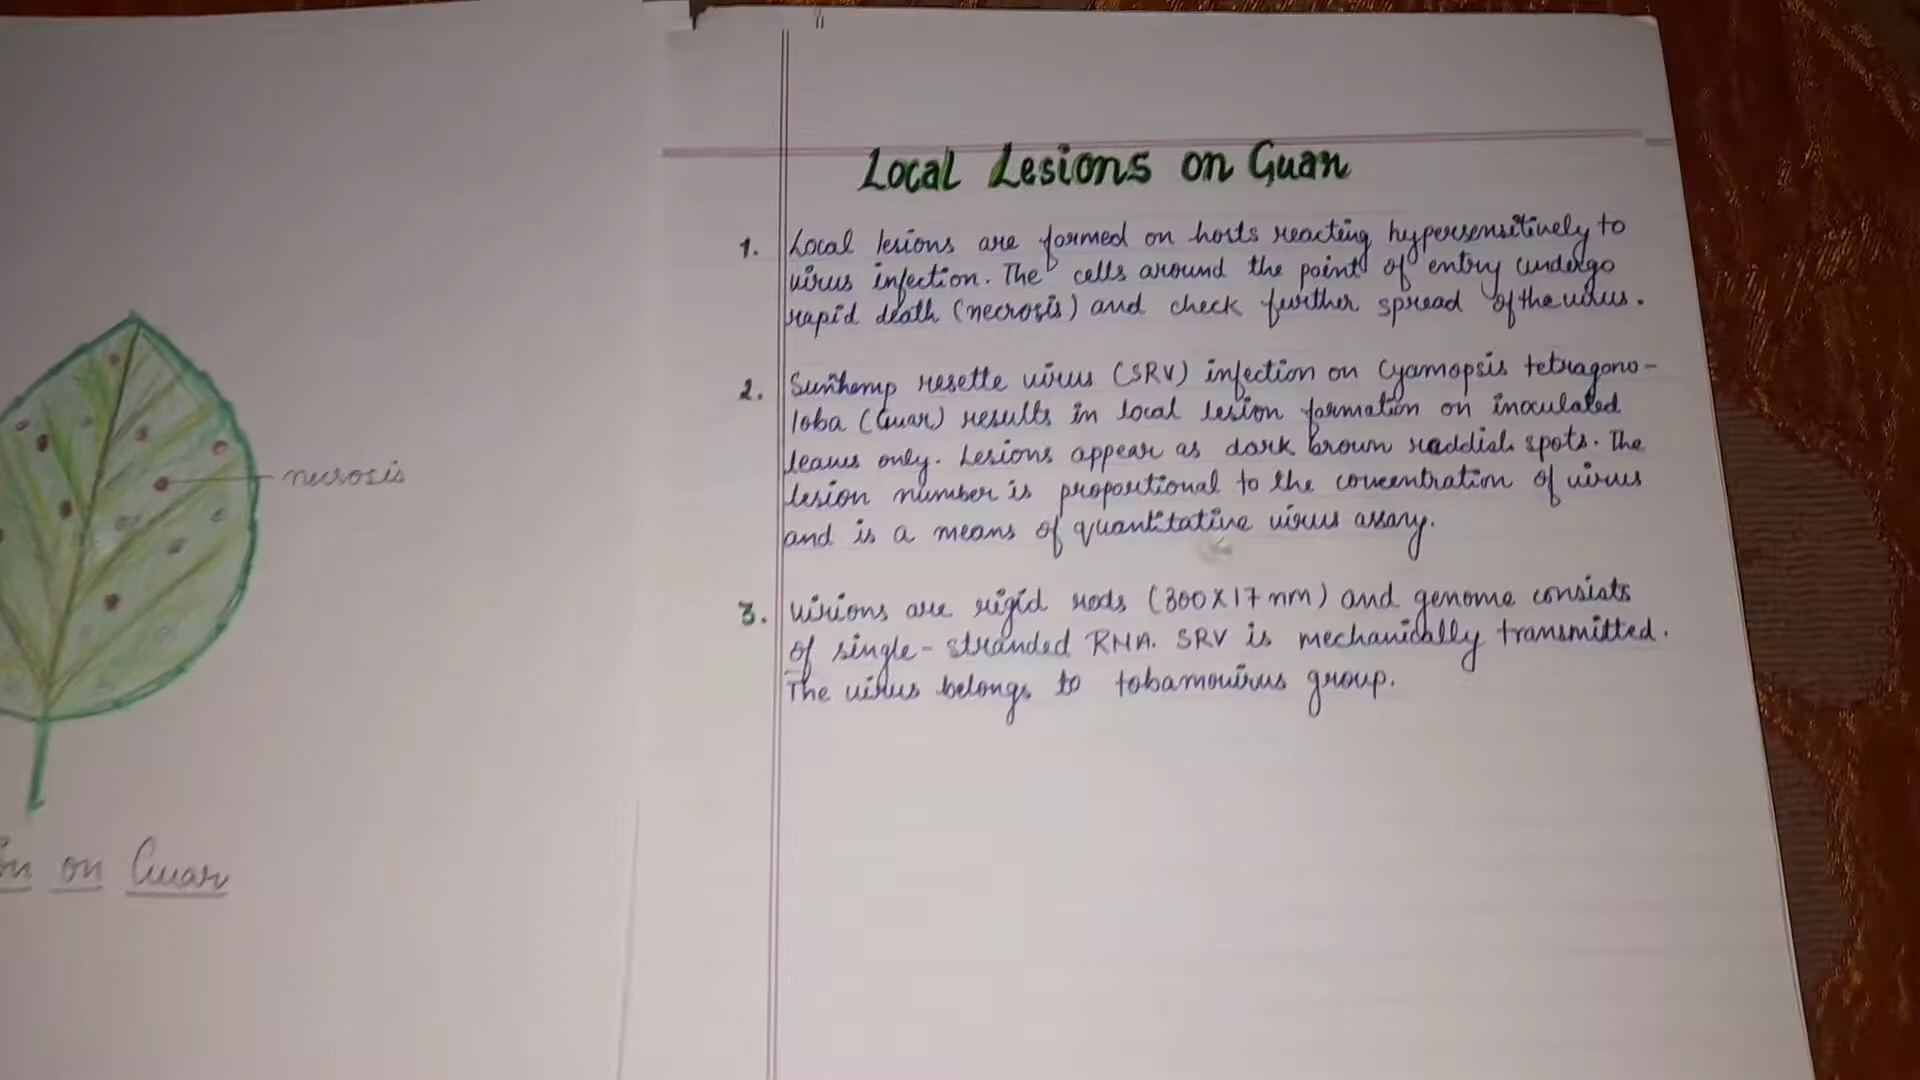 necrosis
on Guar
Local Lesions on Guar
1. Local lesions are formed on hosts reacting hypersensitively to
virus infection. The cells around the point of entry undergo
rapid death (necrosis) and check further spread of the virus.
2. Sunhemp resette virus (SRV) infection on Cyamopsis tetragono-
loba (Guar) results in local lesion formation on inoculated
leaves only. Lesions appear as dark brown reddish spots. The
lesion number is proportional to the concentration of virus
and is a means of quantitative virus assay.
3. Virions are rigid rods (300X17 nm) and genome consists
of single-stranded RNA. SRV is mechanically transmitted.
The virus belongs to tobamovirus group.